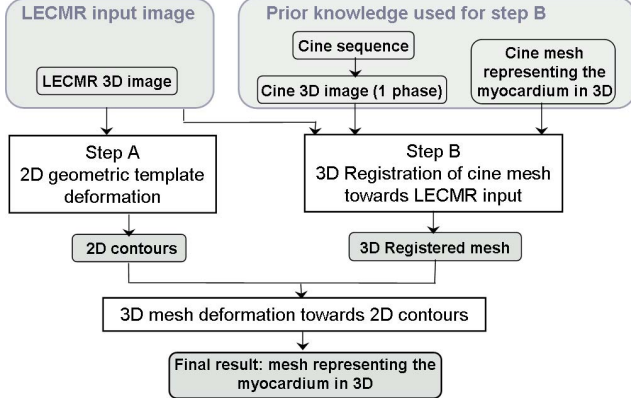 LECMR input image
Prior knowledge used for step B
LECMR 3D image
Cine sequence
Cine 3D image (1 phase)
Cine mesh
representing the
myocardium in 3D
Step A
2D geometric template
deformation
Step B
3D Registration of cine mesh
towards LECMR input
2D contours
3D Registered mesh
3D mesh deformation towards 2D contours
Final result: mesh representing the
myocardium in 3D